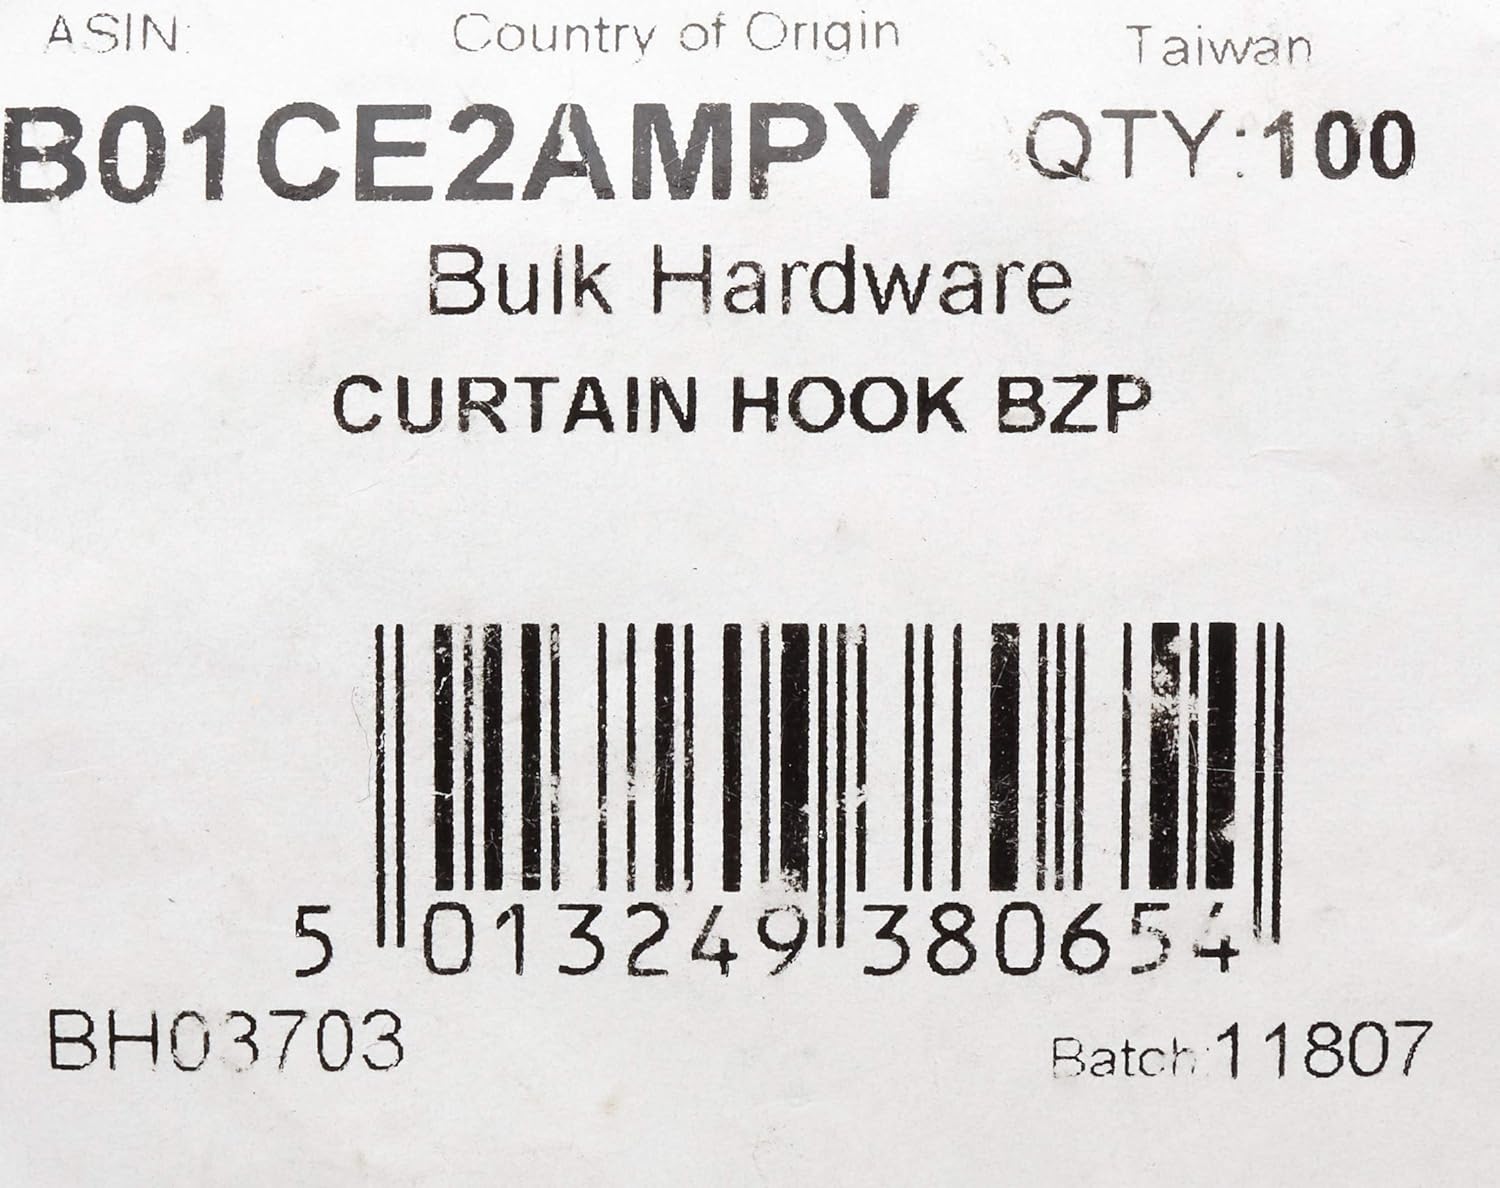 ASIN: Country of Origin Taiwan
B01CE2AMPY QTY:100
Bulk Hardware
CURTAIN HOOK BZP
5 013249 380654
BH03703 Batch:11807